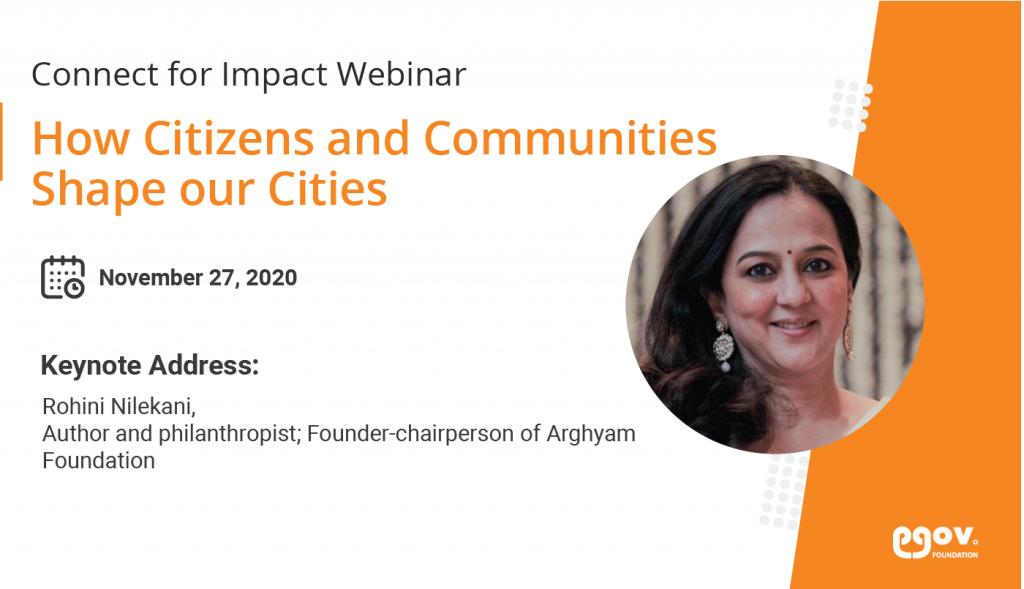 Connect for Impact Webinar
How Citizens and Communities
Shape our Cities
November 27, 2020
Keynote Address:
Rohini Nilekani,
Author and philanthropist; Founder-chairperson of Arghyam
Foundation
egov.
FOUNDATION